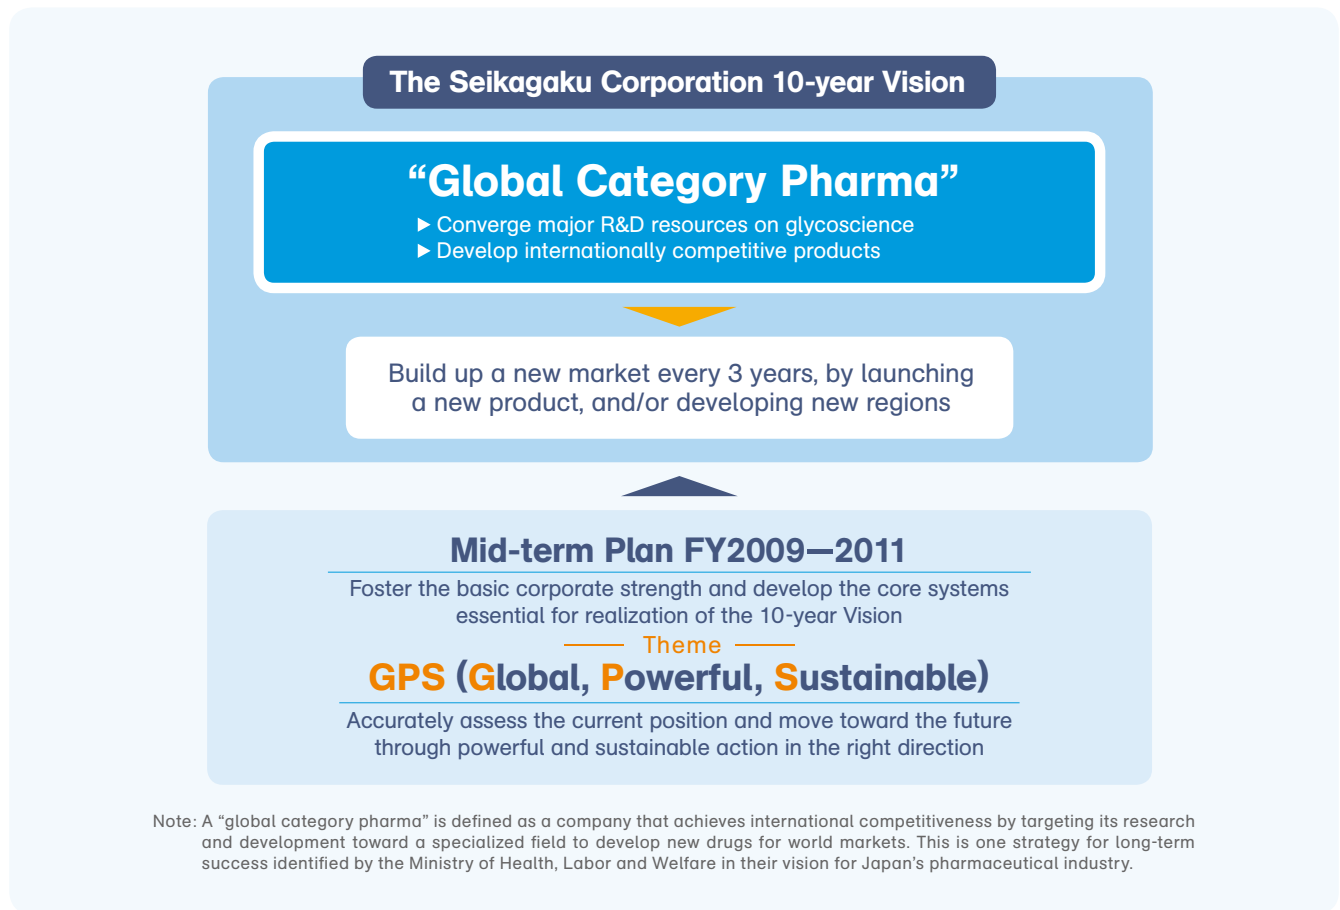 The Seikagaku Corporation 10-year Vision
“Global Category Pharma”
▶ Converge major R&D resources on glycoscience
▶ Develop internationally competitive products
Build up a new market every 3 years, by launching
a new product, and/or developing new regions
Mid-term Plan FY2009—2011
Foster the basic corporate strength and develop the core systems
essential for realization of the 10-year Vision
Theme
GPS (Global, Powerful, Sustainable)
Accurately assess the current position and move toward the future
through powerful and sustainable action in the right direction
Note: A “global category pharma” is defined as a company that achieves international competitiveness by targeting its research
and development toward a specialized field to develop new drugs for world markets. This is one strategy for long-term
success identified by the Ministry of Health, Labor and Welfare in their vision for Japan’s pharmaceutical industry.